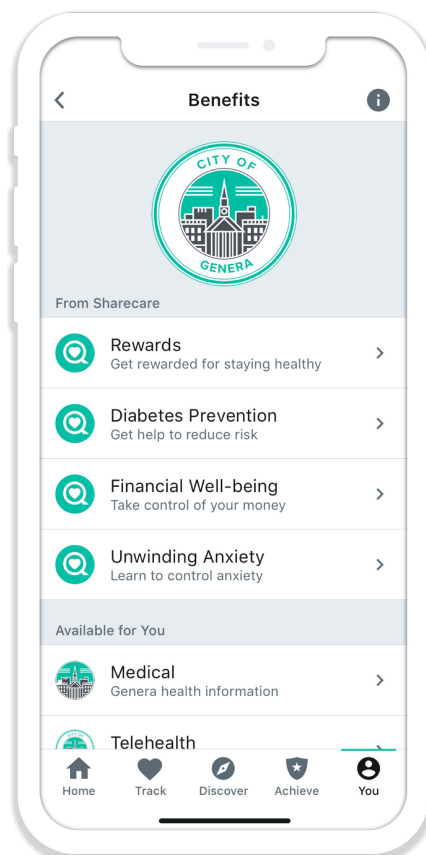 Benefits
CITY OF
GENERA
From Sharecare
Rewards
Get rewarded for staying healthy
Diabetes Prevention
Get help to reduce risk
Financial Well-being
Take control of your money
Unwinding Anxiety
Learn to control anxiety
Available for You
Medical
Genera health information
CITY OF
Telehealth
Home
Track
Discover
Achieve
You